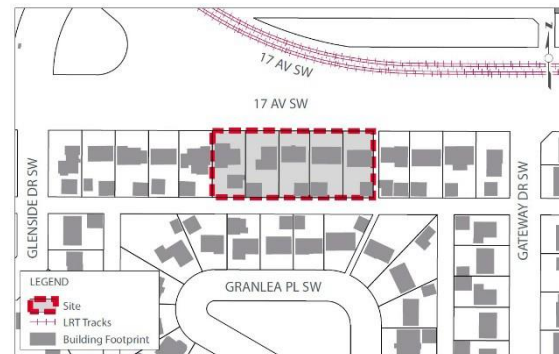 17 AV SW
17 AV SW
GLENSIDE DR SW
GATEWAY DR SW
GRANLEA PL SW
LEGEND
Site
LRT Tracks
Building Footprint